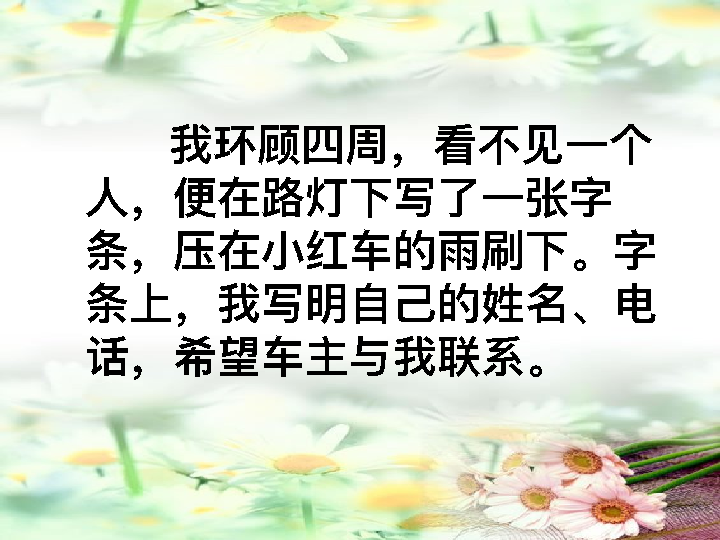 我环顾四周，看不见一个
人，便在路灯下写了一张字
条，压在小红车的雨刷下。字
条上，我写明自己的姓名、电
话，希望车主与我联系。